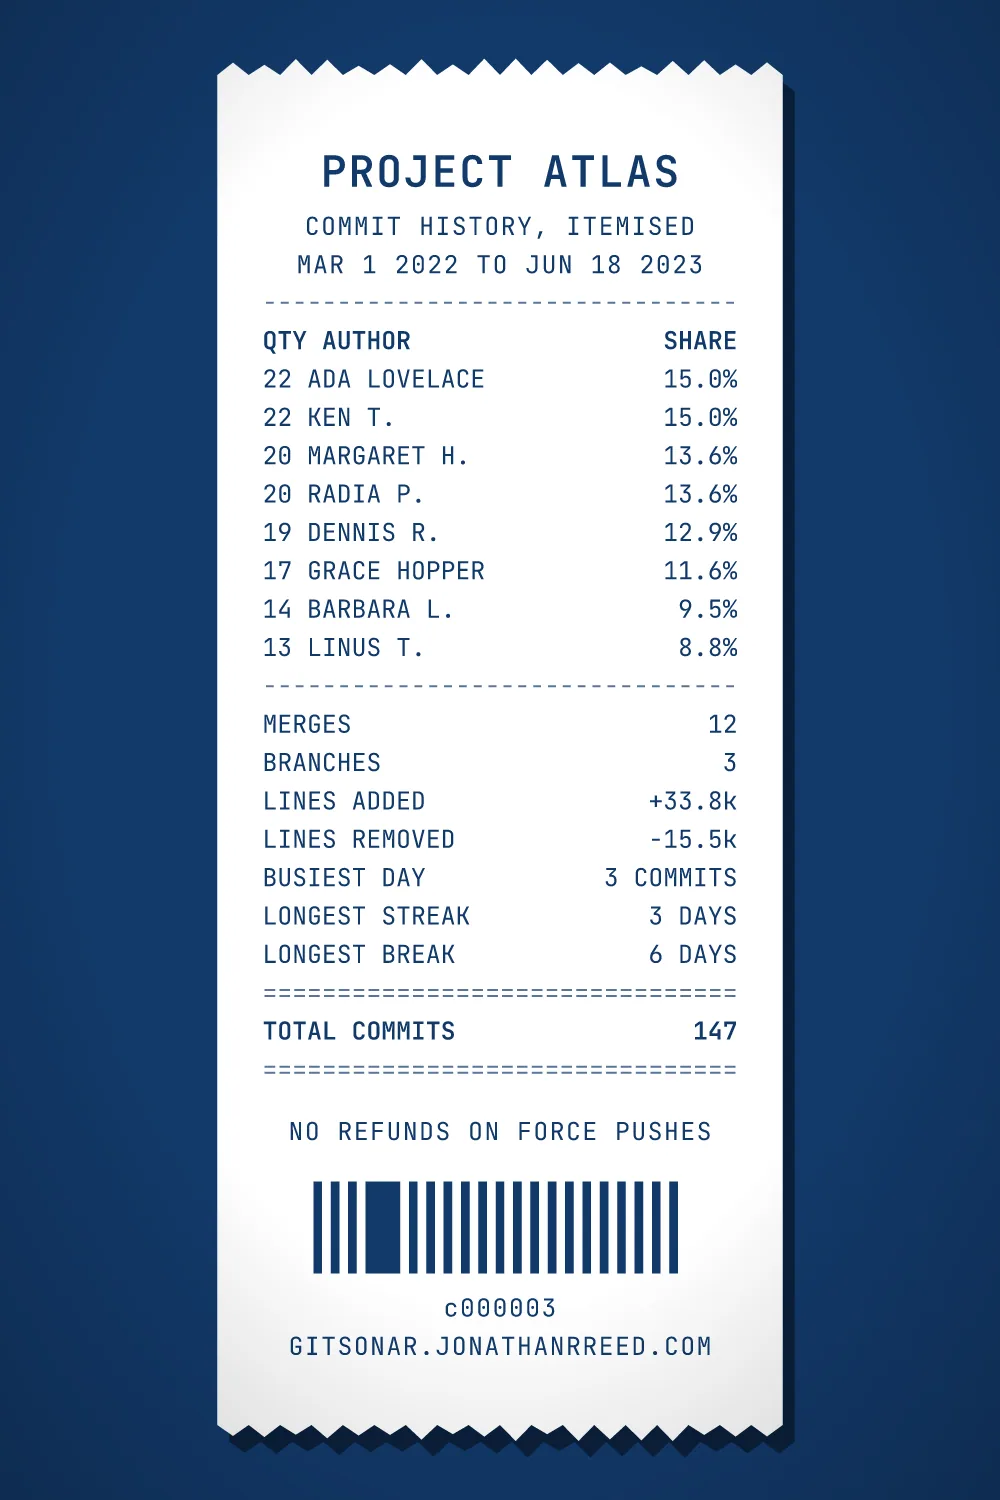 PROJECT ATLAS
COMMIT HISTORY, ITEMISED
MAR 1 2022 TO JUN 18 2023
--------------------------------
QTY AUTHOR SHARE
22 ADA LOVELACE 15.0%
22 KEN T. 15.0%
20 MARGARET H. 13.6%
20 RADIA P. 13.6%
19 DENNIS R. 12.9%
17 GRACE HOPPER 11.6%
14 BARBARA L. 9.5%
13 LINUS T. 8.8%
--------------------------------
MERGES 12
BRANCHES 3
LINES ADDED +33.8k
LINES REMOVED -15.5k
BUSIEST DAY 3 COMMITS
LONGEST STREAK 3 DAYS
LONGEST BREAK 6 DAYS
================================
TOTAL COMMITS 147
================================
NO REFUNDS ON FORCE PUSHES
c000003
GITSONAR.JONATHANRREED.COM